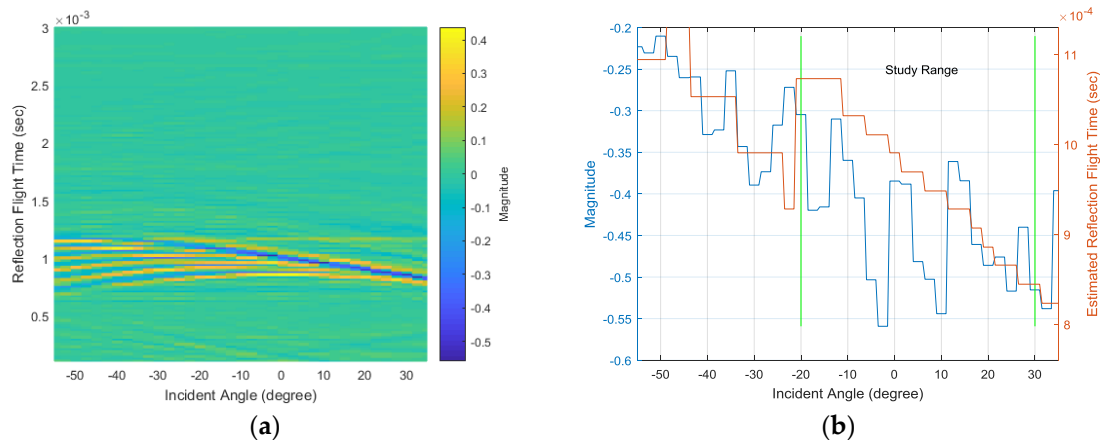 ×10⁻³
3
2.5
2
1.5
1
0.5
Reflection Flight Time (sec)
-50 -40 -30 -20 -10 0 10 20 30
Incident Angle (degree)
0.4
0.3
0.2
0.1
0
-0.1
-0.2
-0.3
-0.4
-0.5
Magnitude
(a)
-0.2
-0.25
-0.3
-0.35
-0.4
-0.45
-0.5
-0.55
-0.6
Magnitude
Study Range
-50 -40 -30 -20 -10 0 10 20 30
Incident Angle (degree)
×10⁻⁴
11
10
9
8
Estimated Reflection Flight Time (sec)
(b)